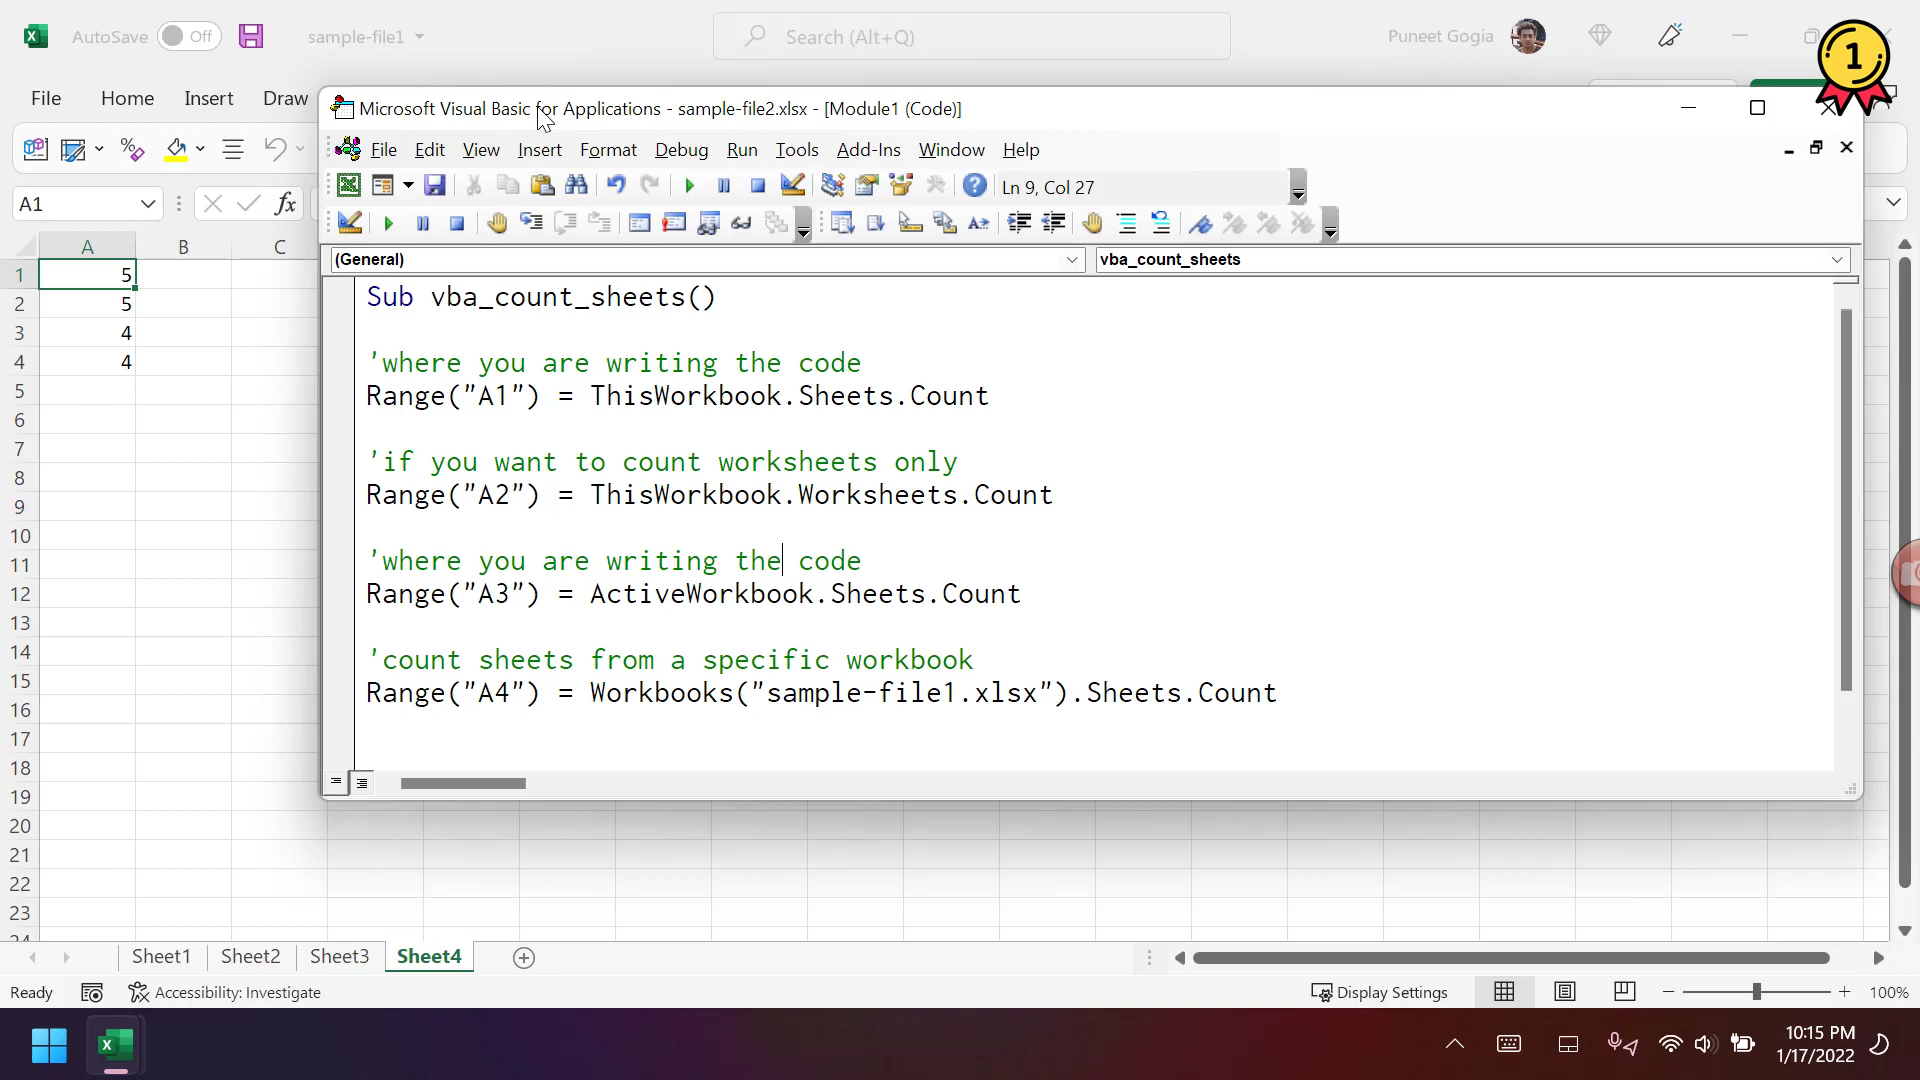 AutoSave Off sample-file1 Search (Alt+Q) Puneet Gogia 1
File Home Insert Draw
Microsoft Visual Basic for Applications - sample-file2.xlsx - [Module1 (Code)]
File Edit View Insert Format Debug Run Tools Add-Ins Window Help
Ln 9, Col 27
A1 fx
(General) vba_count_sheets
A B C
1 5
2 5
3 4
4 4
5
6
7
8
9
10
11
12
13
14
15
16
17
18
19
20
21
22
23
24
Sub vba_count_sheets()
'where you are writing the code
Range("A1") = ThisWorkbook.Sheets.Count
'if you want to count worksheets only
Range("A2") = ThisWorkbook.Worksheets.Count
'where you are writing the code
Range("A3") = ActiveWorkbook.Sheets.Count
'count sheets from a specific workbook
Range("A4") = Workbooks("sample-file1.xlsx").Sheets.Count
Sheet1 Sheet2 Sheet3 Sheet4
Ready Accessibility: Investigate Display Settings 100%
10:15 PM
1/17/2022